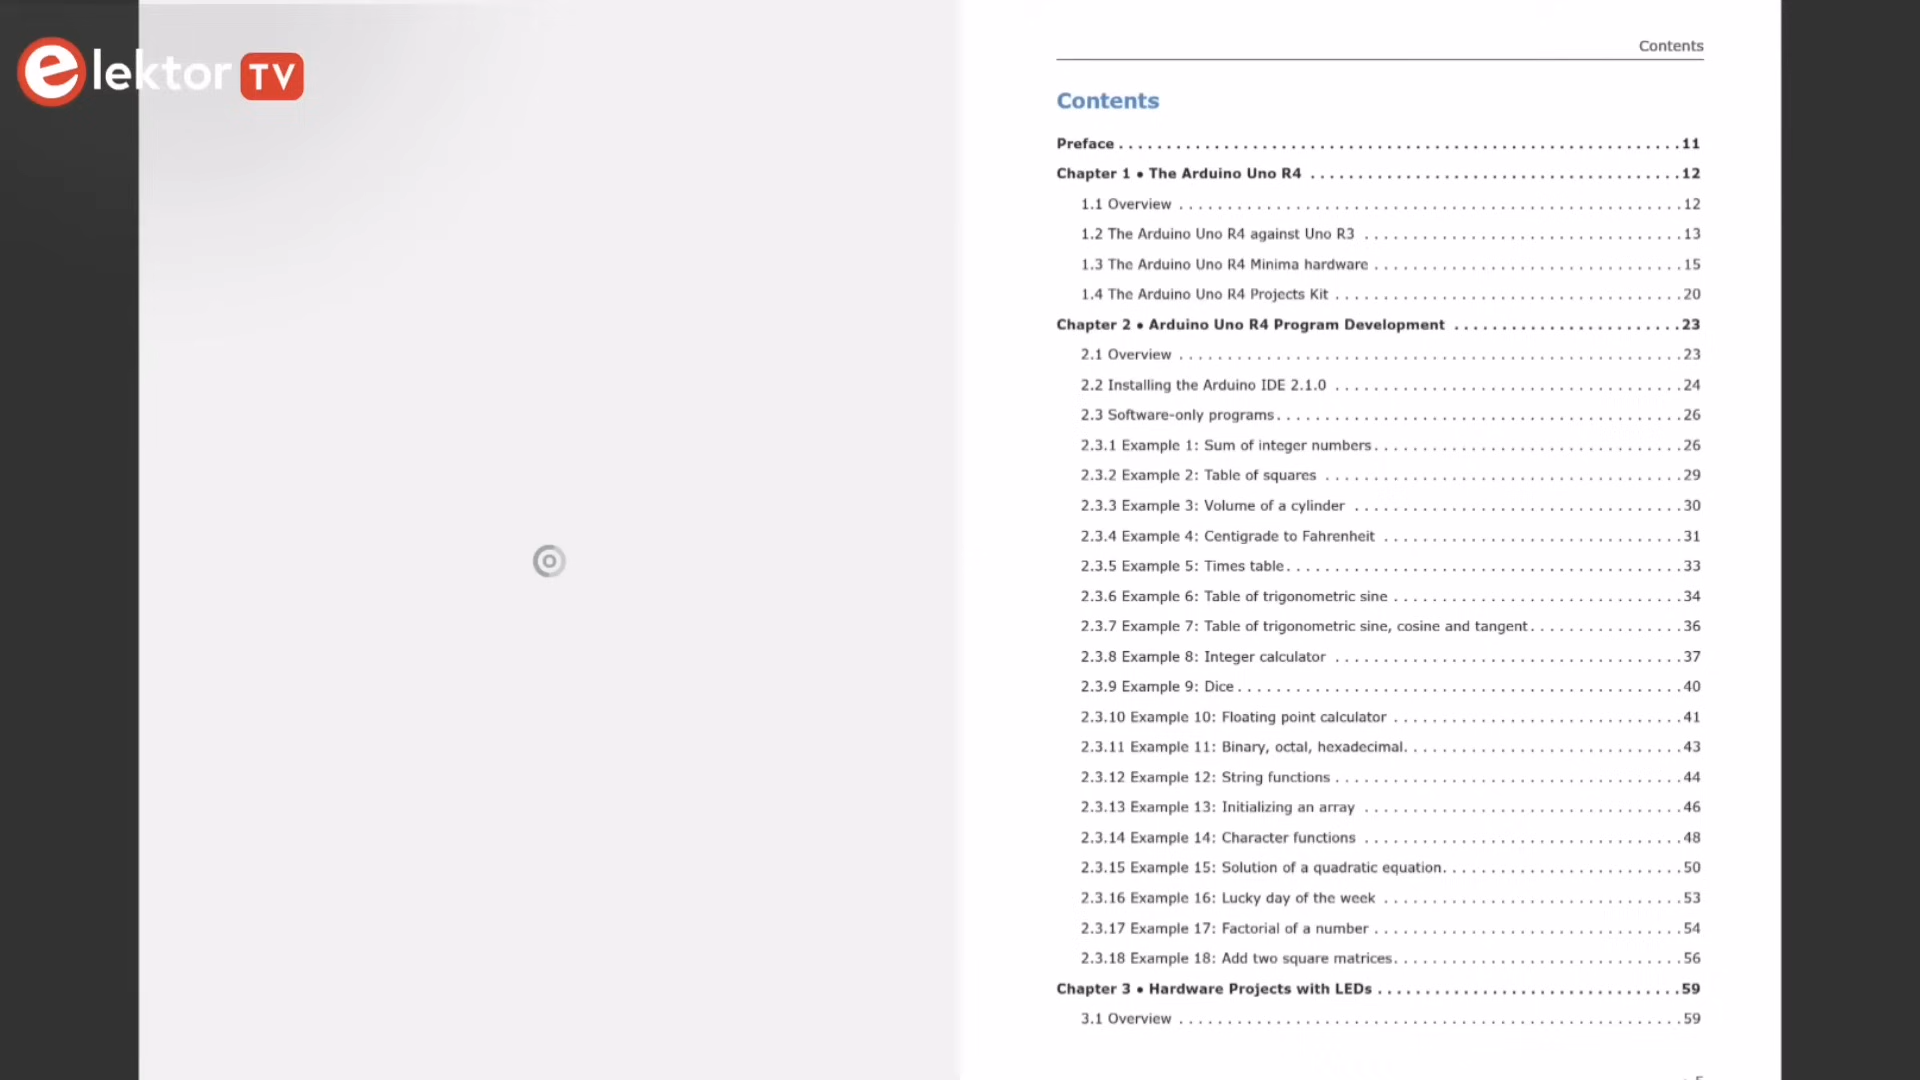 elektor TV
Contents
Contents
Preface . . . . . . . . . . . . . . . . . . . . . . . . . . . . . . . . . . . . . . . . . . . . . . . . . . . . . . . . . 11
Chapter 1 • The Arduino Uno R4 . . . . . . . . . . . . . . . . . . . . . . . . . . . . . . . . . . . . . 12
1.1 Overview . . . . . . . . . . . . . . . . . . . . . . . . . . . . . . . . . . . . . . . . . . . . . . . . . . . 12
1.2 The Arduino Uno R4 against Uno R3 . . . . . . . . . . . . . . . . . . . . . . . . . . . . . . . . 13
1.3 The Arduino Uno R4 Minima hardware . . . . . . . . . . . . . . . . . . . . . . . . . . . . . . . 15
1.4 The Arduino Uno R4 Projects Kit . . . . . . . . . . . . . . . . . . . . . . . . . . . . . . . . . . . 20
Chapter 2 • Arduino Uno R4 Program Development . . . . . . . . . . . . . . . . . . . . . . . 23
2.1 Overview . . . . . . . . . . . . . . . . . . . . . . . . . . . . . . . . . . . . . . . . . . . . . . . . . . . 23
2.2 Installing the Arduino IDE 2.1.0 . . . . . . . . . . . . . . . . . . . . . . . . . . . . . . . . . . . 24
2.3 Software-only programs . . . . . . . . . . . . . . . . . . . . . . . . . . . . . . . . . . . . . . . . . 26
2.3.1 Example 1: Sum of integer numbers . . . . . . . . . . . . . . . . . . . . . . . . . . . . . . . 26
2.3.2 Example 2: Table of squares . . . . . . . . . . . . . . . . . . . . . . . . . . . . . . . . . . . . 29
2.3.3 Example 3: Volume of a cylinder . . . . . . . . . . . . . . . . . . . . . . . . . . . . . . . . . 30
2.3.4 Example 4: Centigrade to Fahrenheit . . . . . . . . . . . . . . . . . . . . . . . . . . . . . . 31
2.3.5 Example 5: Times table . . . . . . . . . . . . . . . . . . . . . . . . . . . . . . . . . . . . . . . . 33
2.3.6 Example 6: Table of trigonometric sine . . . . . . . . . . . . . . . . . . . . . . . . . . . . . 34
2.3.7 Example 7: Table of trigonometric sine, cosine and tangent . . . . . . . . . . . . . . . 36
2.3.8 Example 8: Integer calculator . . . . . . . . . . . . . . . . . . . . . . . . . . . . . . . . . . . 37
2.3.9 Example 9: Dice . . . . . . . . . . . . . . . . . . . . . . . . . . . . . . . . . . . . . . . . . . . . . 40
2.3.10 Example 10: Floating point calculator . . . . . . . . . . . . . . . . . . . . . . . . . . . . . 41
2.3.11 Example 11: Binary, octal, hexadecimal . . . . . . . . . . . . . . . . . . . . . . . . . . . . 43
2.3.12 Example 12: String functions . . . . . . . . . . . . . . . . . . . . . . . . . . . . . . . . . . . 44
2.3.13 Example 13: Initializing an array . . . . . . . . . . . . . . . . . . . . . . . . . . . . . . . . 46
2.3.14 Example 14: Character functions . . . . . . . . . . . . . . . . . . . . . . . . . . . . . . . . 48
2.3.15 Example 15: Solution of a quadratic equation . . . . . . . . . . . . . . . . . . . . . . . . 50
2.3.16 Example 16: Lucky day of the week . . . . . . . . . . . . . . . . . . . . . . . . . . . . . . 53
2.3.17 Example 17: Factorial of a number . . . . . . . . . . . . . . . . . . . . . . . . . . . . . . . 54
2.3.18 Example 18: Add two square matrices . . . . . . . . . . . . . . . . . . . . . . . . . . . . . 56
Chapter 3 • Hardware Projects with LEDs . . . . . . . . . . . . . . . . . . . . . . . . . . . . . . 59
3.1 Overview . . . . . . . . . . . . . . . . . . . . . . . . . . . . . . . . . . . . . . . . . . . . . . . . . . . 59